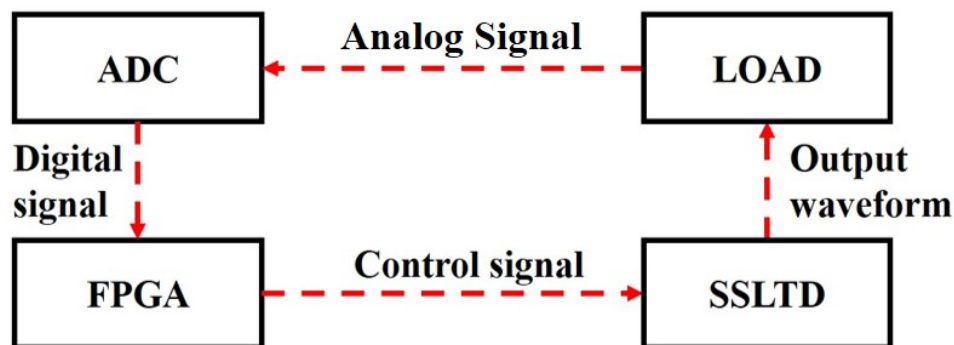 ADC
Analog Signal
LOAD
Digital
signal
Output
waveform
FPGA
Control signal
SSLTD